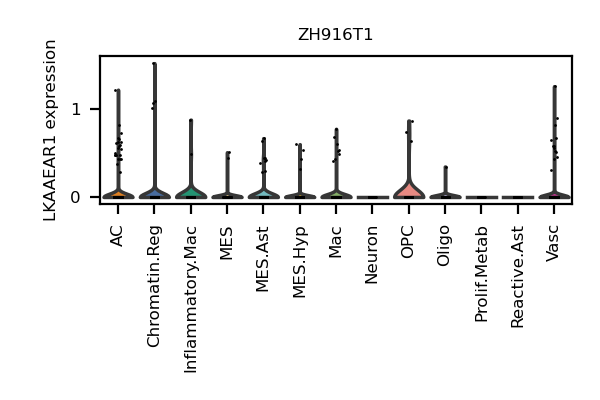 ZH916T1
LKAAEAR1 expression
1
0
AC
Chromatin.Reg
Inflammatory.Mac
MES
MES.Ast
MES.Hyp
Mac
Neuron
OPC
Oligo
Prolif.Metab
Reactive.Ast
Vasc